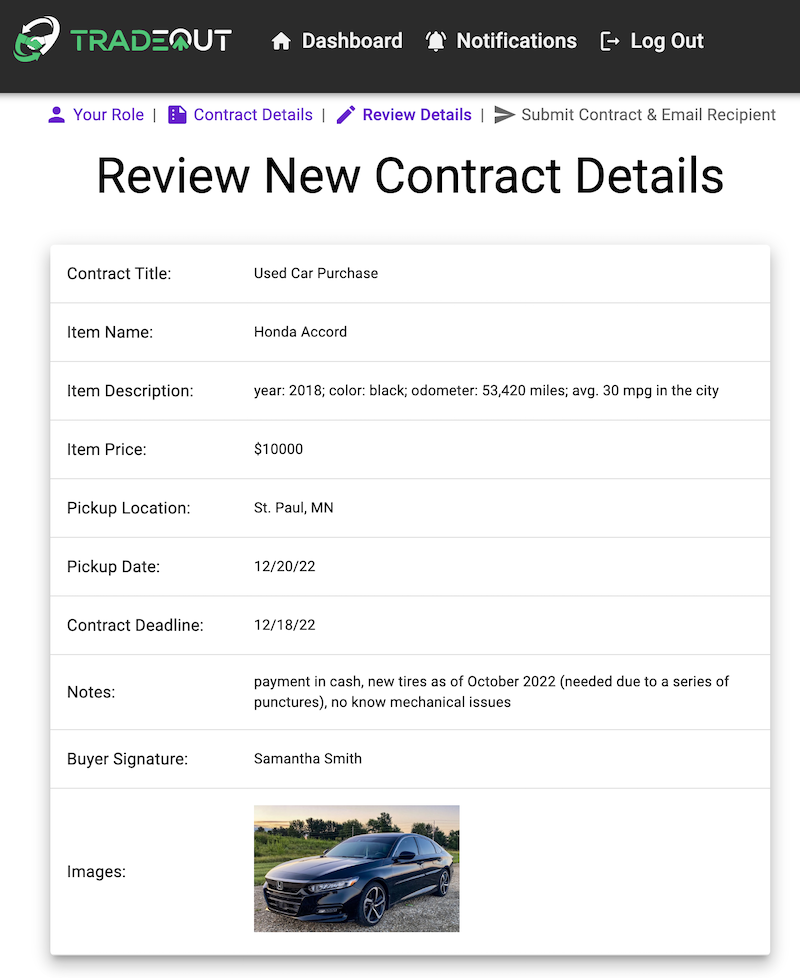 TRADEOUT Dashboard Notifications Log Out
Your Role | Contract Details | Review Details | Submit Contract & Email Recipient
Review New Contract Details
Contract Title: Used Car Purchase
Item Name: Honda Accord
Item Description: year: 2018; color: black; odometer: 53,420 miles; avg. 30 mpg in the city
Item Price: $10000
Pickup Location: St. Paul, MN
Pickup Date: 12/20/22
Contract Deadline: 12/18/22
Notes: payment in cash, new tires as of October 2022 (needed due to a series of
punctures), no know mechanical issues
Buyer Signature: Samantha Smith
Images: